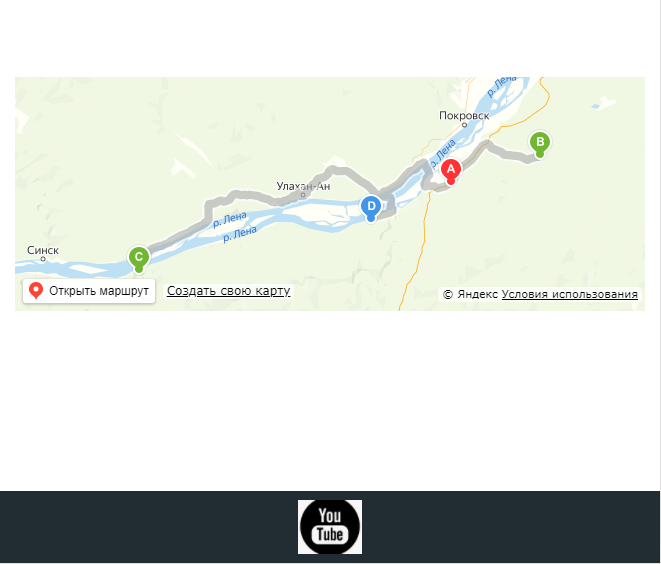 р. Лена
Покровск
B
р. Лена
A
Улахан-Ан
D
р. Лена
р. Лена
Синск
C
Открыть маршрут
Создать свою карту
© Яндекс Условия использования
You
Tube